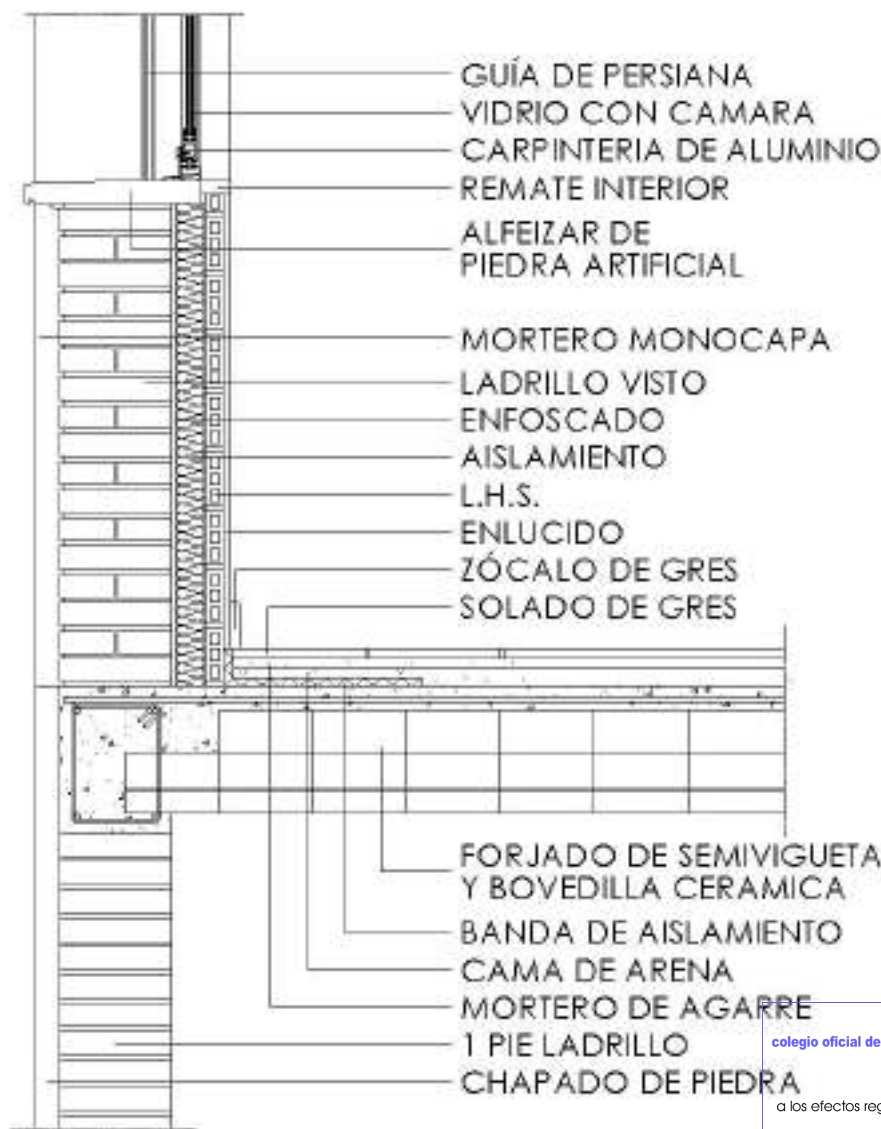 GUÍA DE PERSIANA
VIDRIO CON CAMARA
CARPINTERIA DE ALUMINIO
REMATE INTERIOR
ALFEIZAR DE
PIEDRA ARTIFICIAL
MORTERO MONOCAPA
LADRILLO VISTO
ENFOSCADO
AISLAMIENTO
L.H.S.
ENLUCIDO
ZÓCALO DE GRES
SOLADO DE GRES
FORJADO DE SEMIVIGUETA
Y BOVEDILLA CERAMICA
BANDA DE AISLAMIENTO
CAMA DE ARENA
MORTERO DE AGARRE
1 PIE LADRILLO
CHAPADO DE PIEDRA
colegio oficial de
a los efectos reg